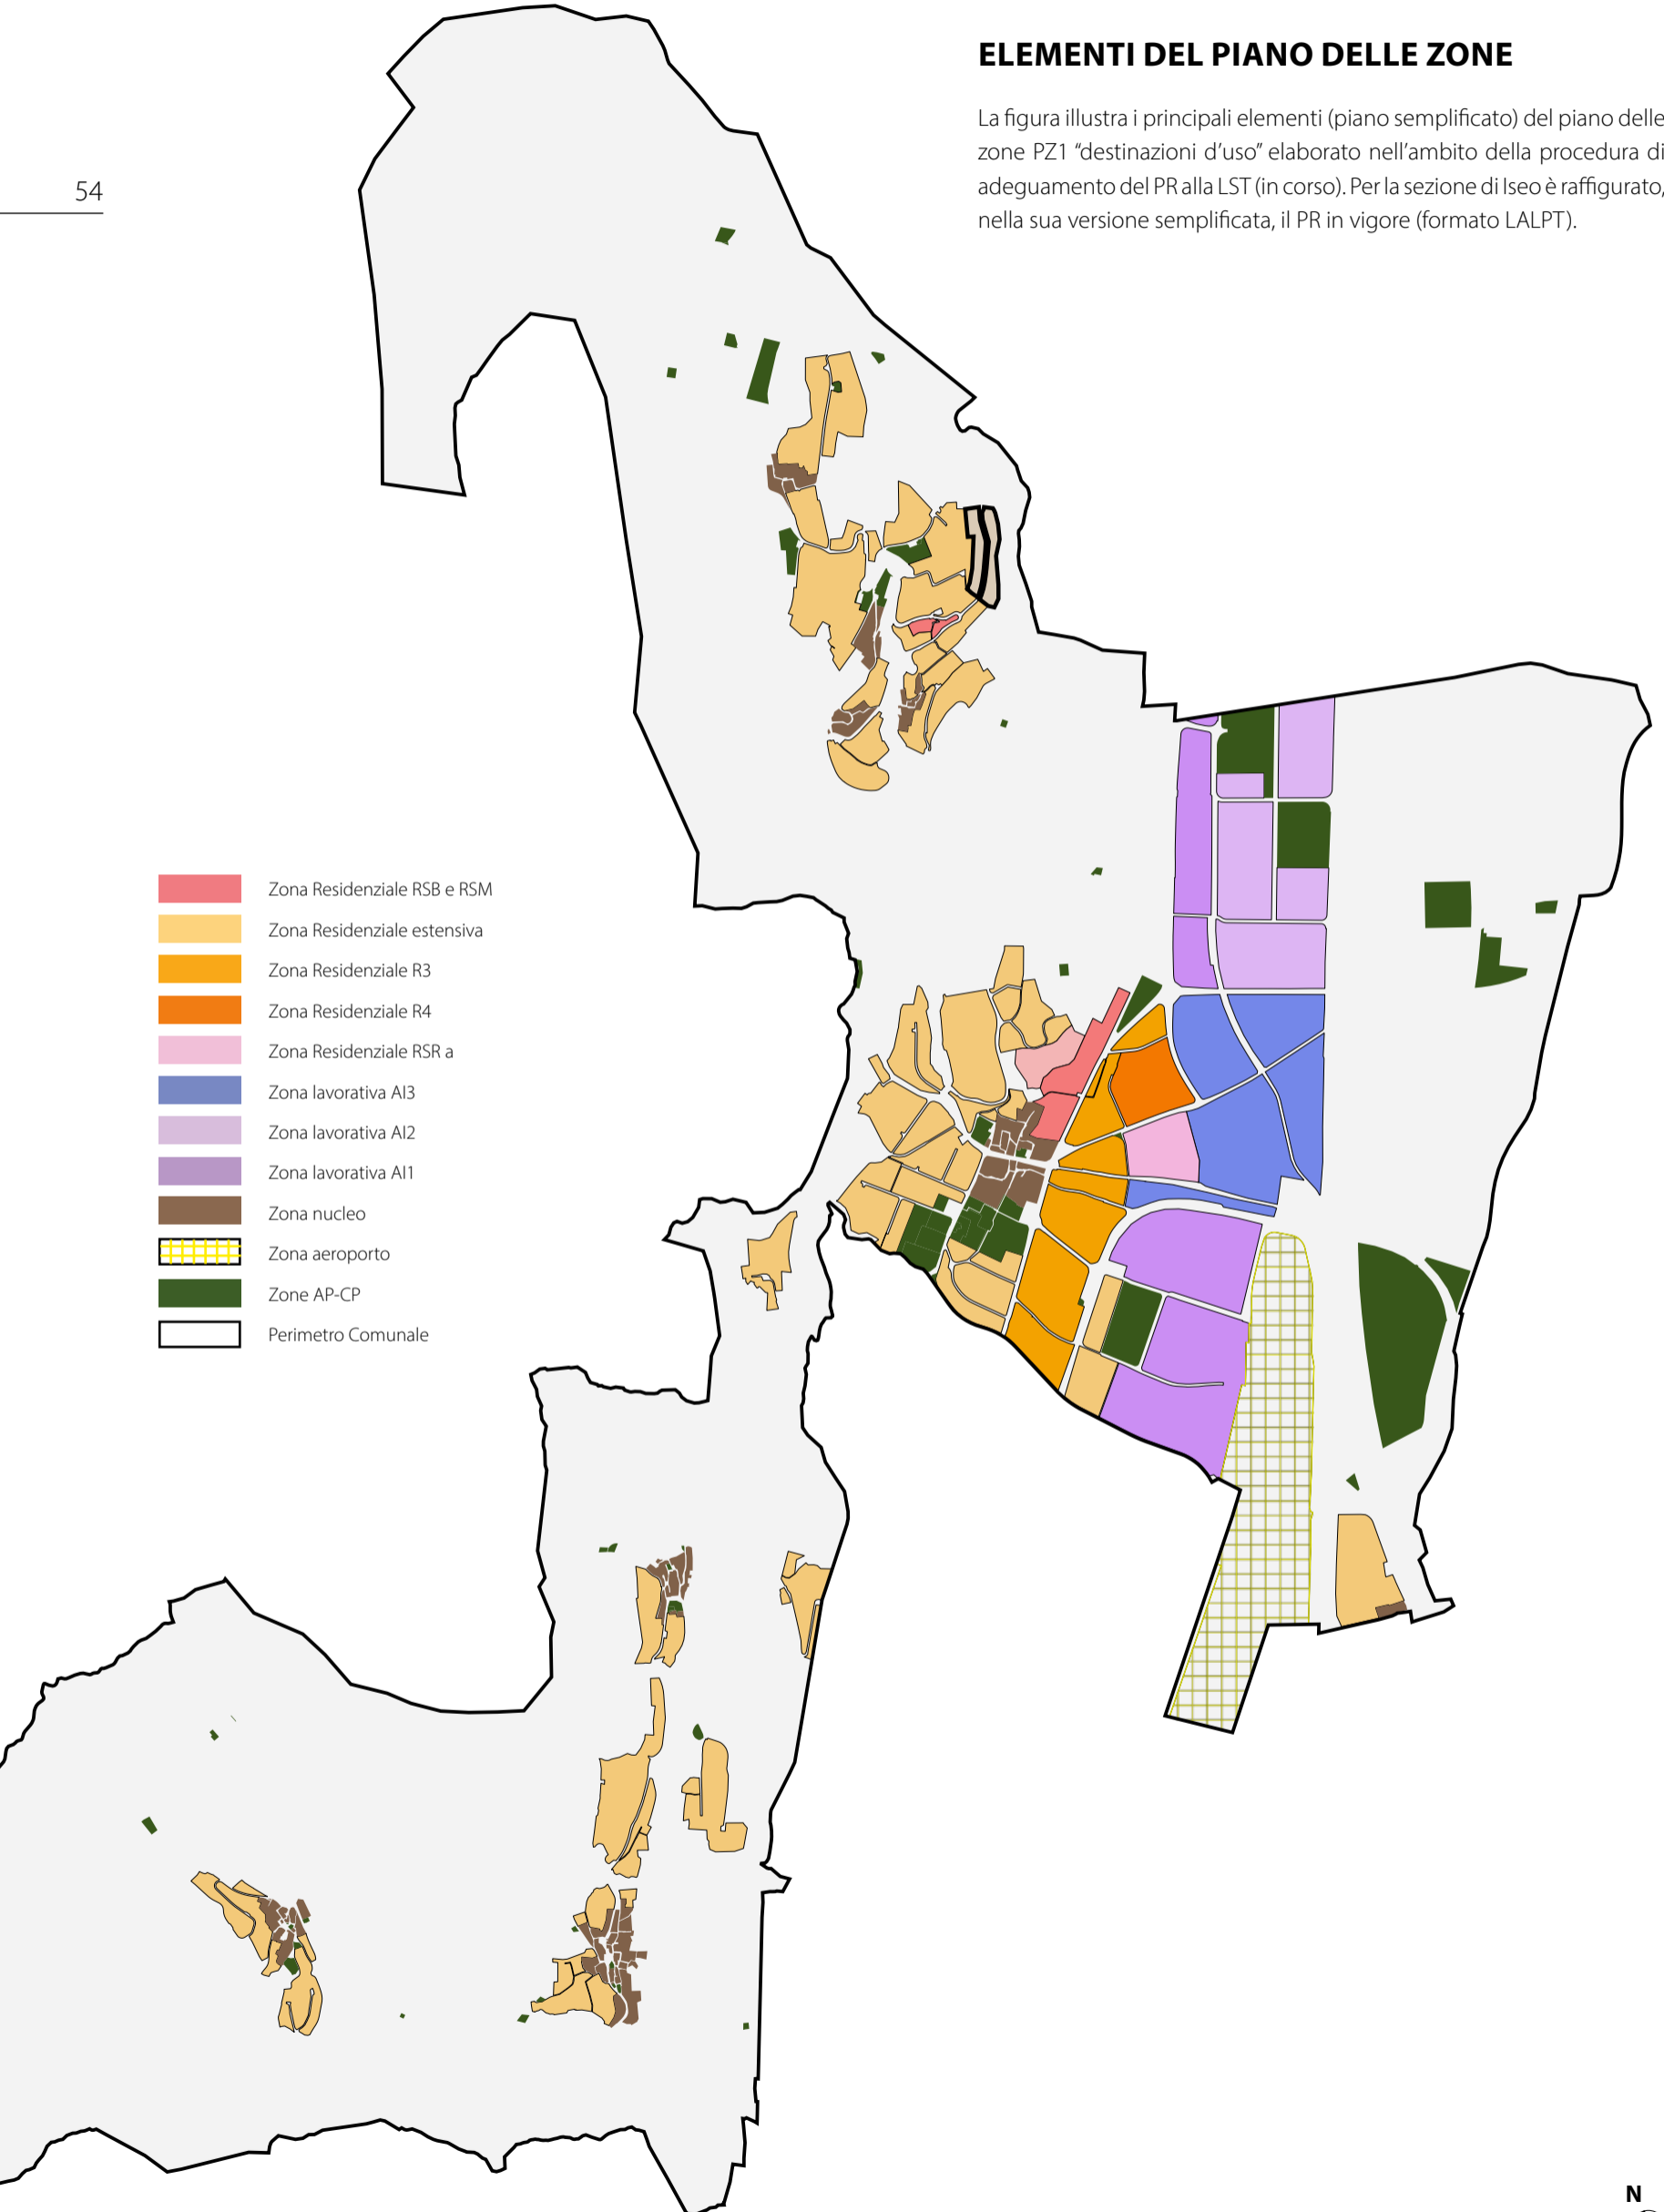 ELEMENTI DEL PIANO DELLE ZONE
La figura illustra i principali elementi (piano semplificato) del piano delle
zone PZ1 “destinazioni d’uso” elaborato nell’ambito della procedura di
adeguamento del PR alla LST (in corso). Per la sezione di Iseo è raffigurato,
nella sua versione semplificata, il PR in vigore (formato LALPT).
54
Zona Residenziale RSB e RSM
Zona Residenziale estensiva
Zona Residenziale R3
Zona Residenziale R4
Zona Residenziale RSR a
Zona lavorativa AI3
Zona lavorativa AI2
Zona lavorativa AI1
Zona nucleo
Zona aeroporto
Zone AP-CP
Perimetro Comunale
N